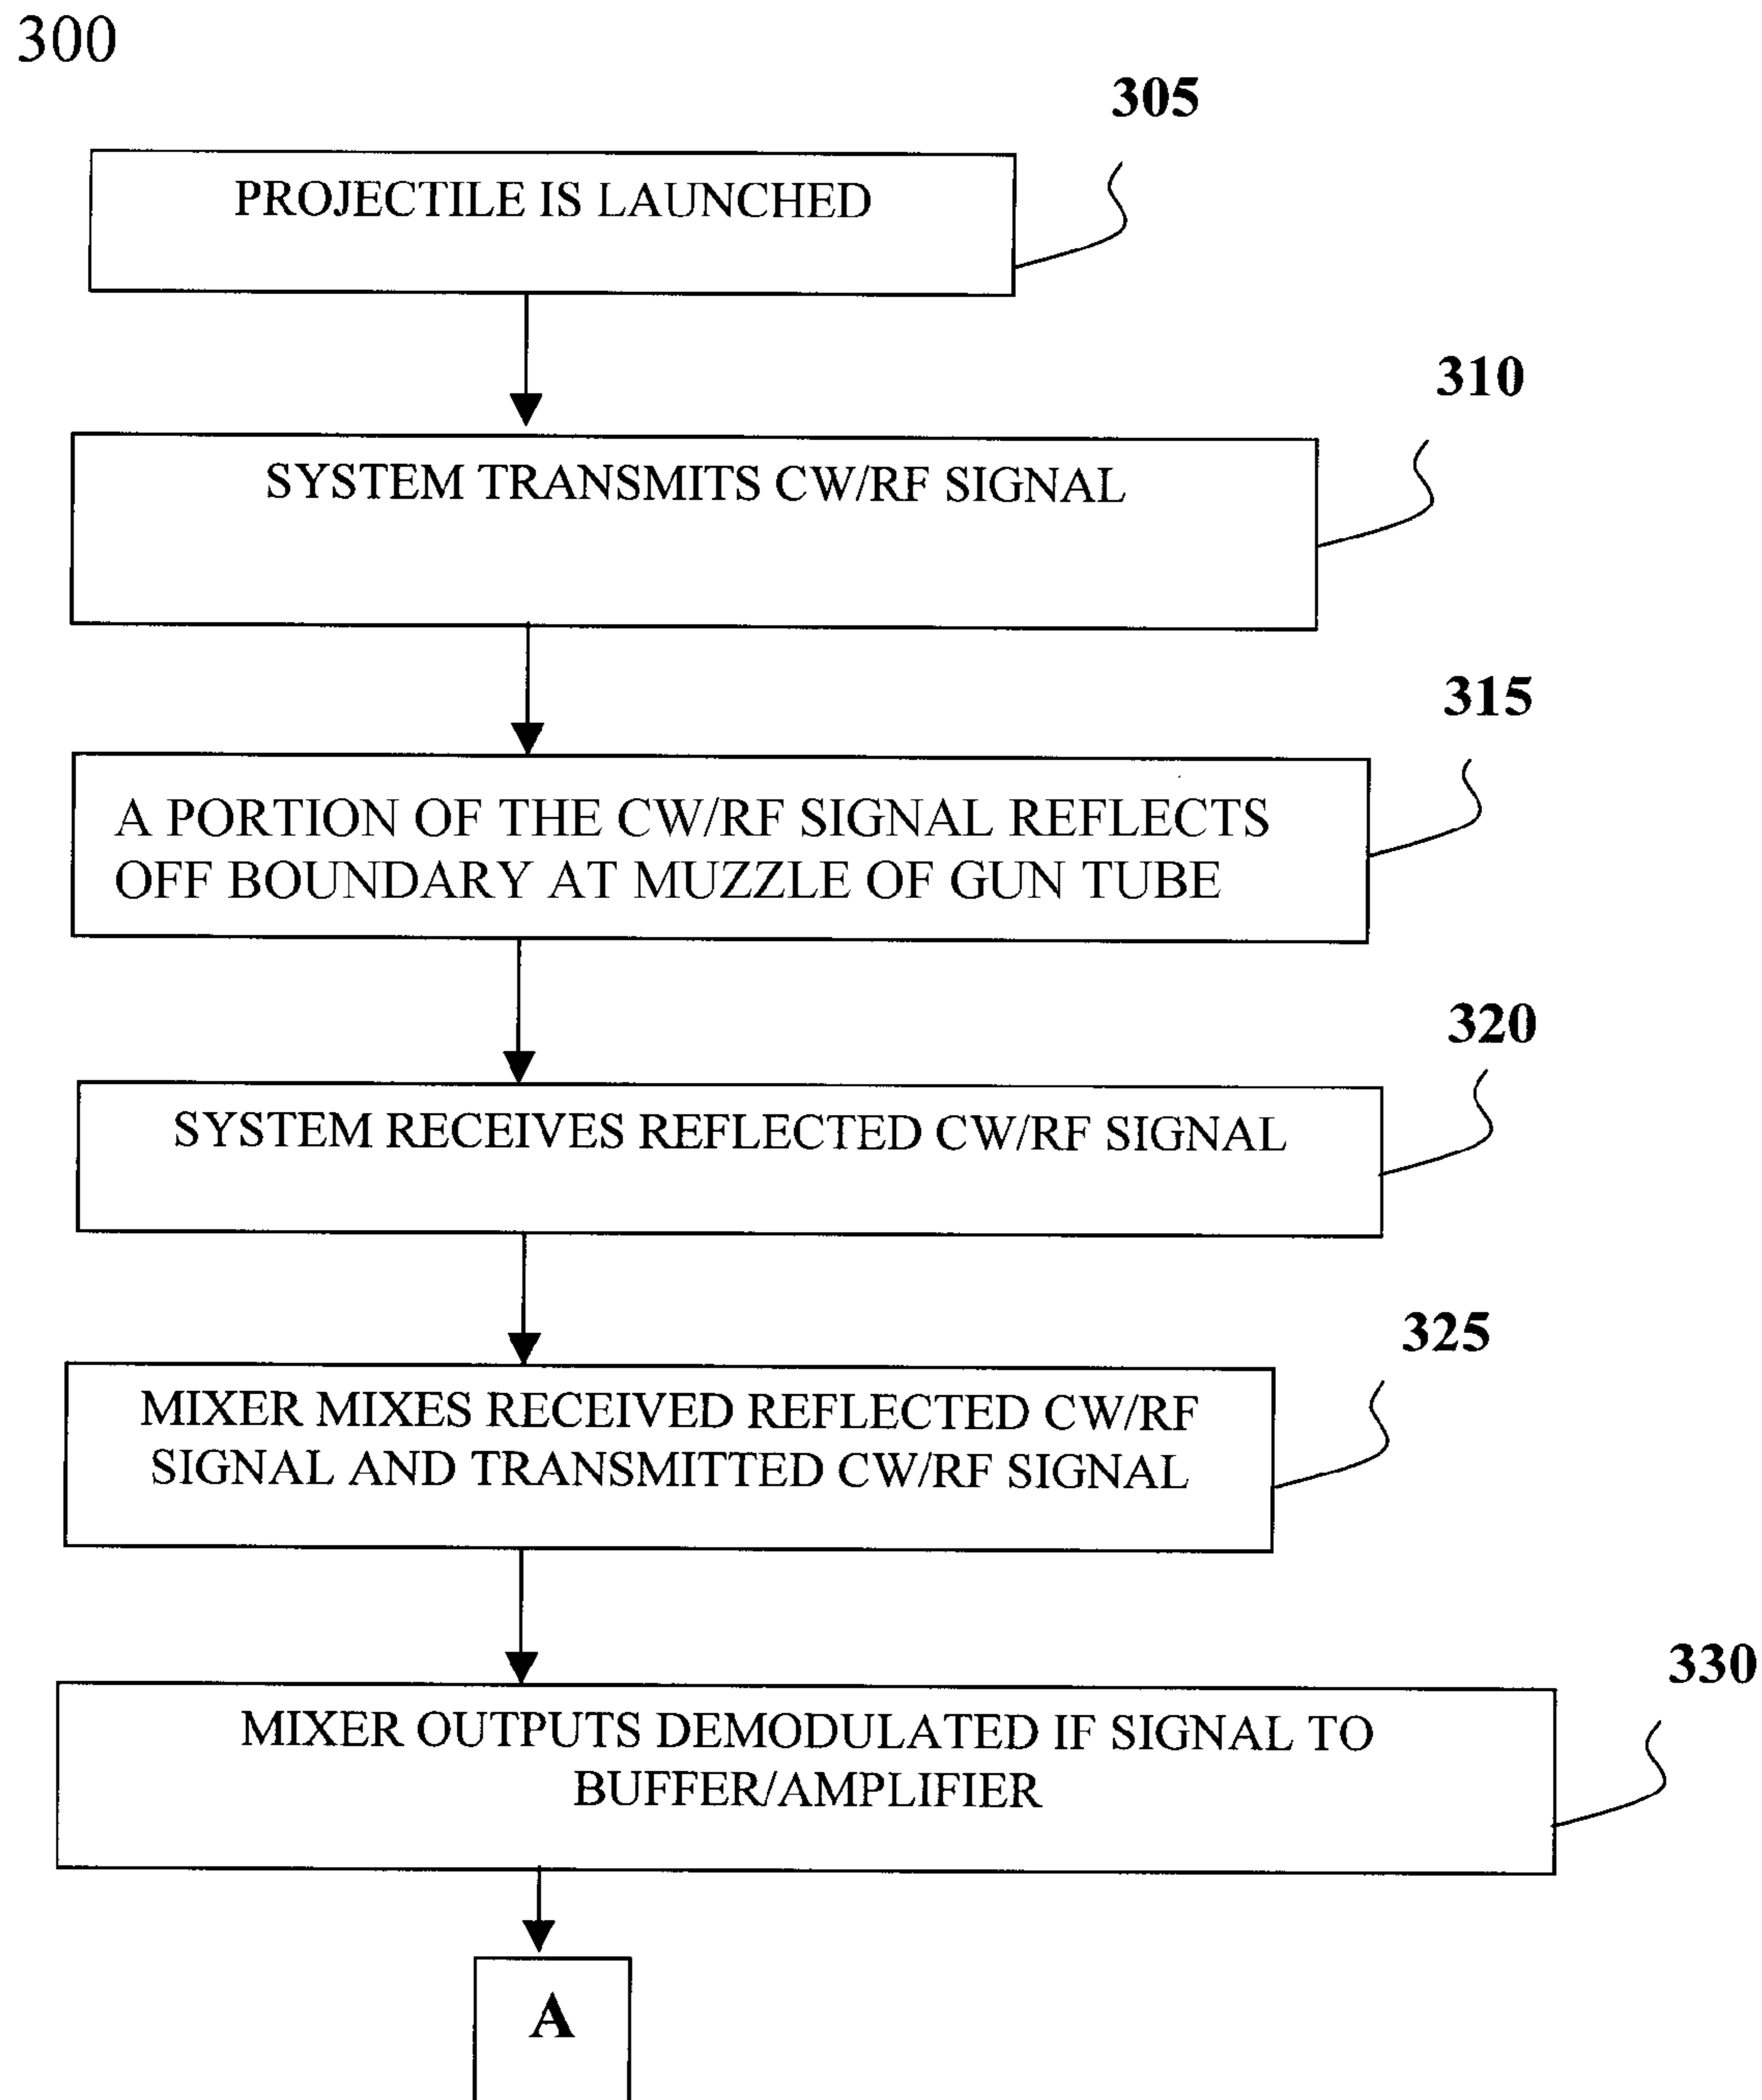 300
305
PROJECTILE IS LAUNCHED
310
SYSTEM TRANSMITS CW/RF SIGNAL
315
A PORTION OF THE CW/RF SIGNAL REFLECTS
OFF BOUNDARY AT MUZZLE OF GUN TUBE
320
SYSTEM RECEIVES REFLECTED CW/RF SIGNAL
325
MIXER MIXES RECEIVED REFLECTED CW/RF
SIGNAL AND TRANSMITTED CW/RF SIGNAL
330
MIXER OUTPUTS DEMODULATED IF SIGNAL TO
BUFFER/AMPLIFIER
A